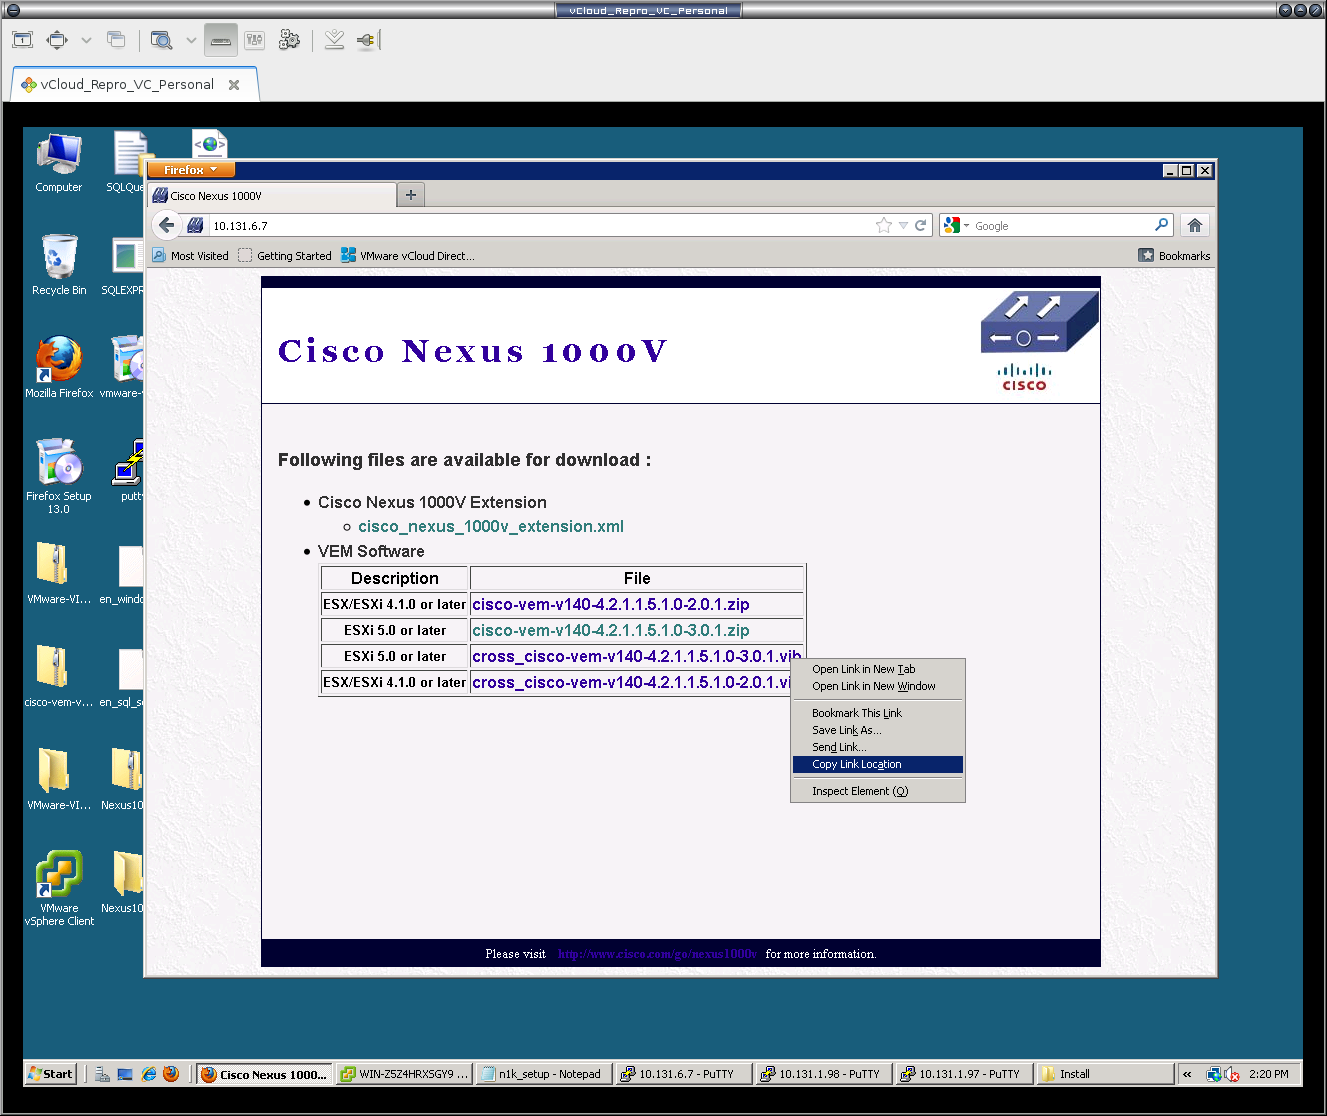 vCloud_Repro_VC_Personal
vCloud_Repro_VC_Personal
Computer
SQLQue
Recycle Bin
SQLEXPR
Mozilla Firefox
vmware-v
Firefox Setup
13.0
putty
VMware-VI...
en_windo
cisco-vem-v...
en_sql_se
VMware-VI...
Nexus10
VMware
vSphere Client
Nexus10
Firefox
Cisco Nexus 1000V
10.131.6.7
Google
Most Visited
Getting Started
VMware vCloud Direct...
Bookmarks
Cisco Nexus 1000V
CISCO
Following files are available for download :
Cisco Nexus 1000V Extension
cisco_nexus_1000v_extension.xml
VEM Software
Description File
ESX/ESXi 4.1.0 or later cisco-vem-v140-4.2.1.1.5.1.0-2.0.1.zip
ESXi 5.0 or later cisco-vem-v140-4.2.1.1.5.1.0-3.0.1.zip
ESXi 5.0 or later cross_cisco-vem-v140-4.2.1.1.5.1.0-3.0.1.vib
ESX/ESXi 4.1.0 or later cross_cisco-vem-v140-4.2.1.1.5.1.0-2.0.1.vi
Open Link in New Tab
Open Link in New Window
Bookmark This Link
Save Link As...
Send Link...
Copy Link Location
Inspect Element (Q)
Please visit http://www.cisco.com/go/nexus1000v for more information.
Start
Cisco Nexus 1000...
WIN-Z5Z4HRXSGY9 ...
n1k_setup - Notepad
10.131.6.7 - PuTTY
10.131.1.98 - PuTTY
10.131.1.97 - PuTTY
Install
2:20 PM